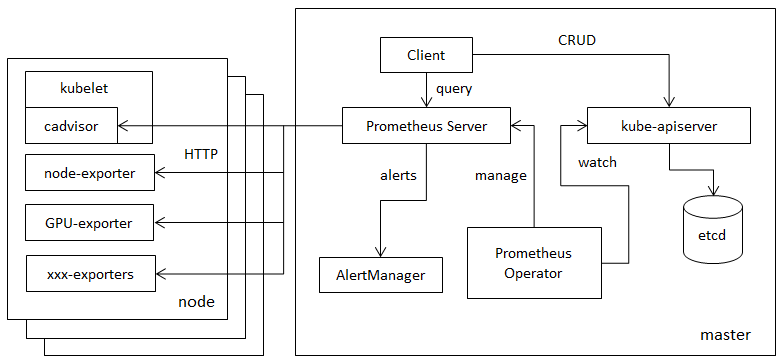 Client
CRUD
query
kubelet
cadvisor
Prometheus Server
kube-apiserver
HTTP
node-exporter
alerts
manage
watch
GPU-exporter
etcd
xxx-exporters
AlertManager
Prometheus
Operator
node
master